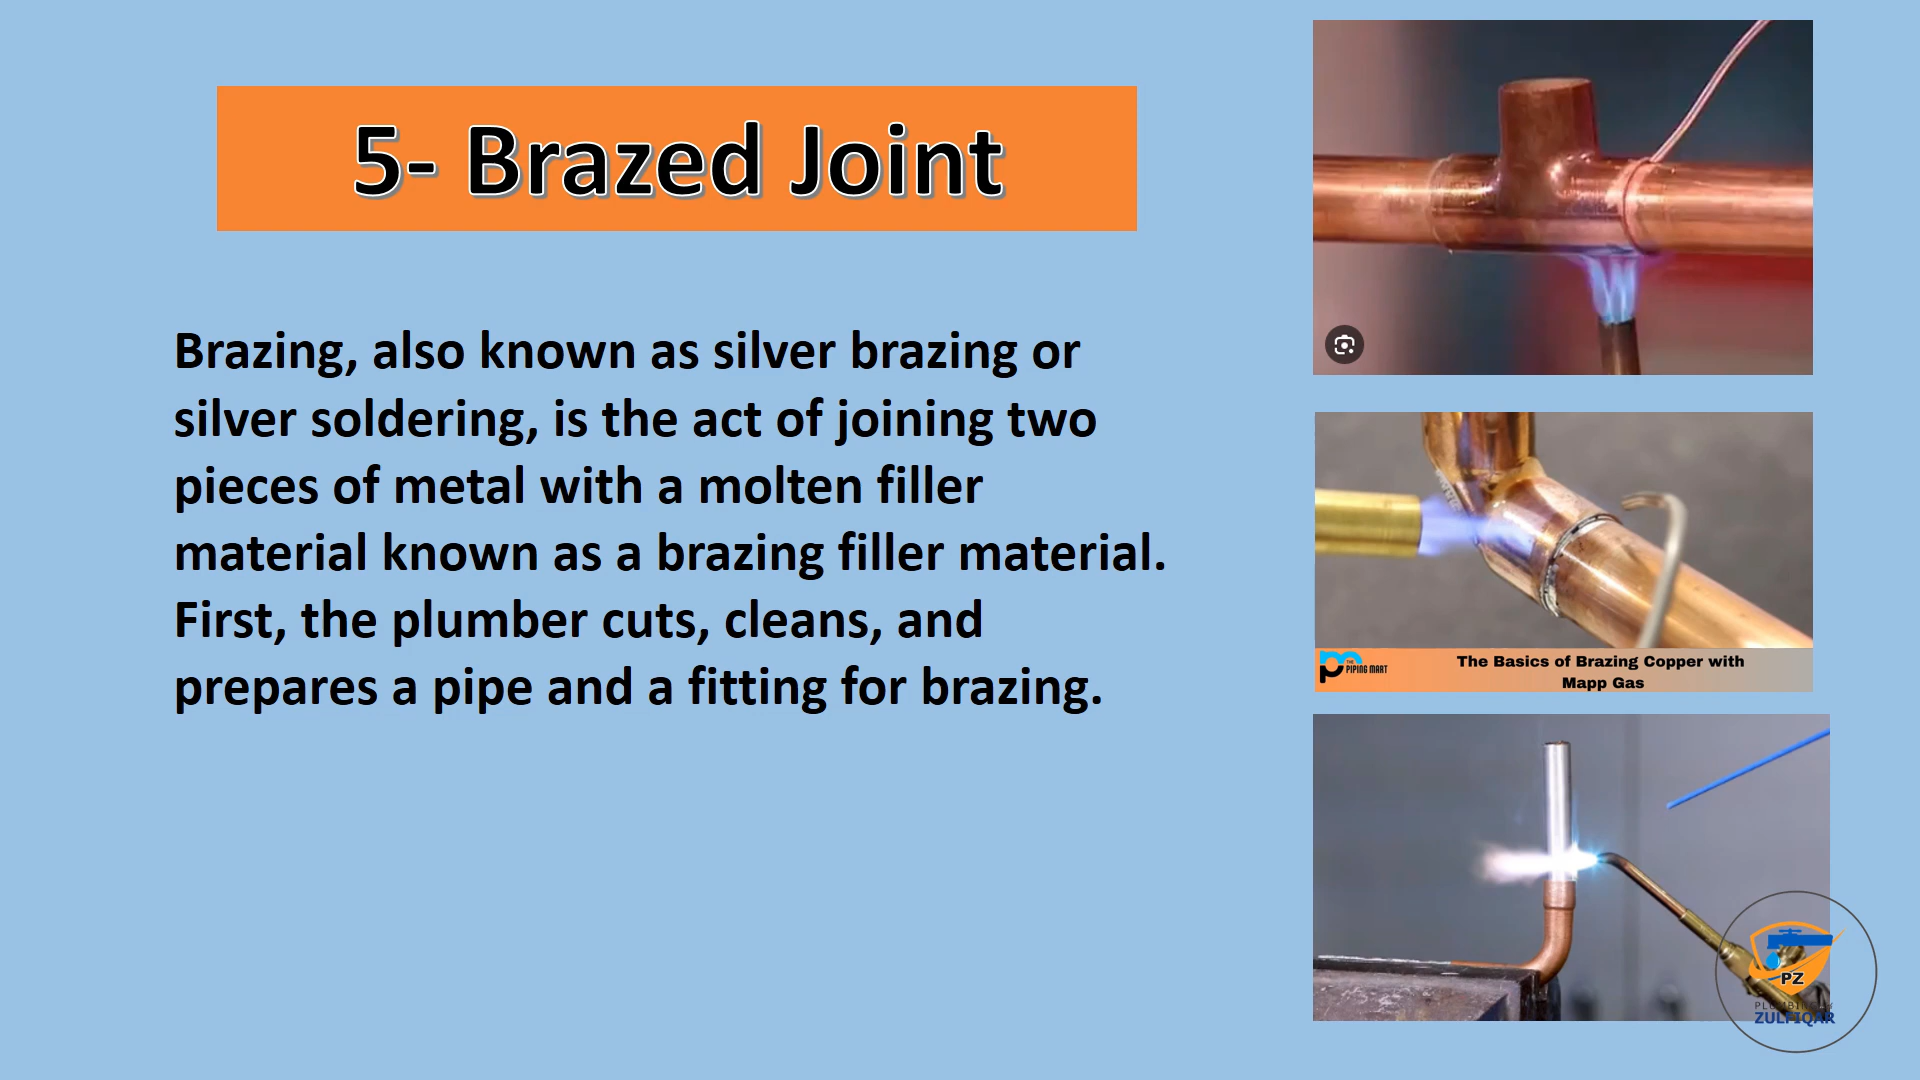 5- Brazed Joint
Brazing, also known as silver brazing or
silver soldering, is the act of joining two
pieces of metal with a molten filler
material known as a brazing filler material.
First, the plumber cuts, cleans, and
prepares a pipe and a fitting for brazing.
THE
PIPING MART
The Basics of Brazing Copper with
Mapp Gas
PZ
ZULFIQAR